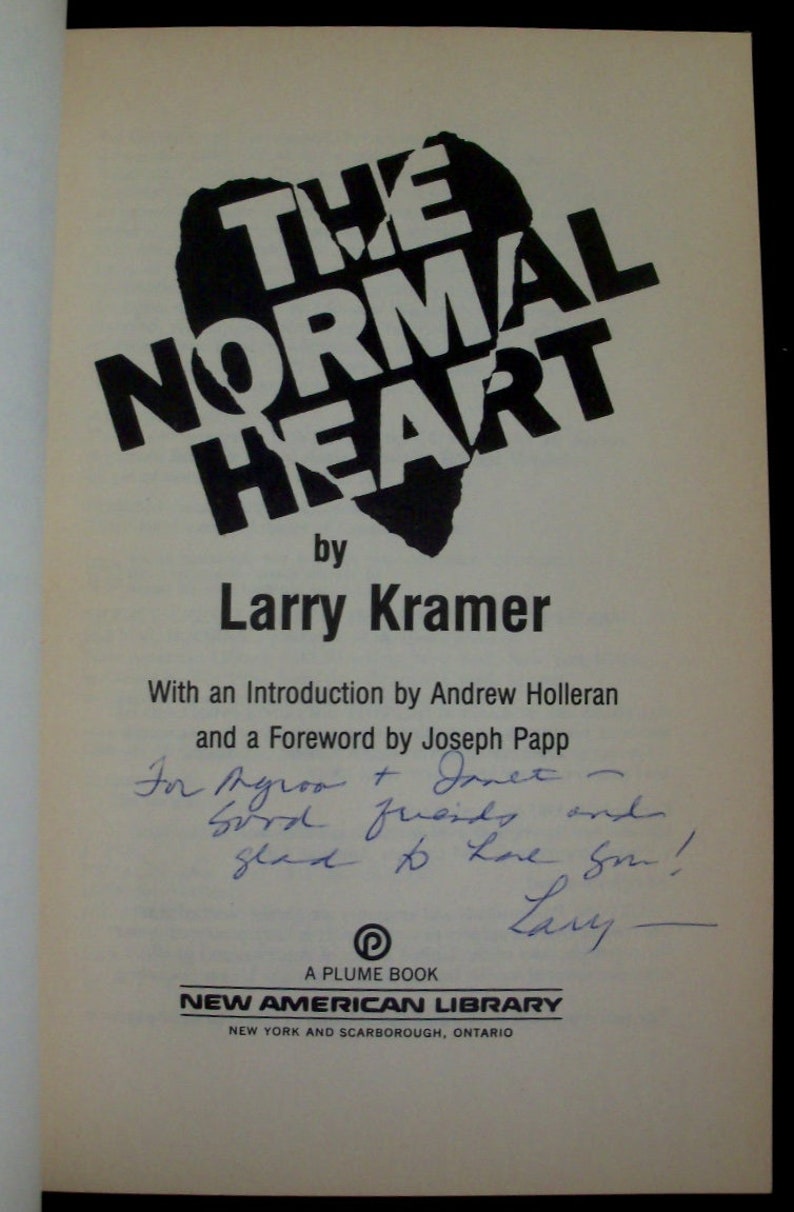 THE
NORMAL
HEART
by
Larry Kramer
With an Introduction by Andrew Holleran
and a Foreword by Joseph Papp
For + Janet –
Good friends and
glad to have you!
Larry —
P
A PLUME BOOK
NEW AMERICAN LIBRARY
NEW YORK AND SCARBOROUGH, ONTARIO